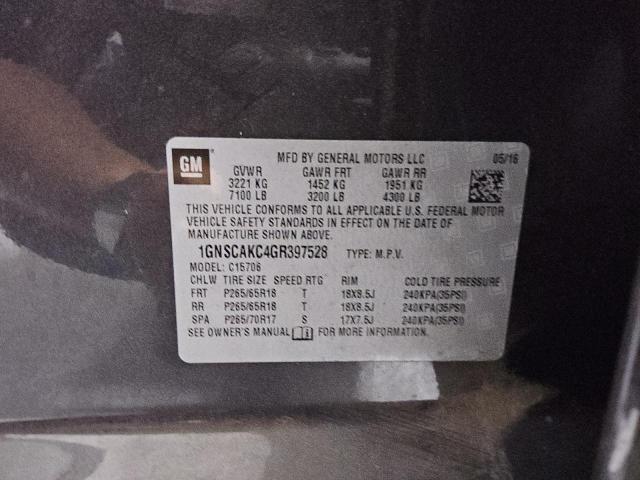 GM
MFD BY GENERAL MOTORS LLC 05/16
GVWR GAWR FRT GAWR RR
3221 KG 1452 KG 1951 KG
7100 LB 3200 LB 4300 LB
THIS VEHICLE CONFORMS TO ALL APPLICABLE U.S. FEDERAL MOTOR
VEHICLE SAFETY STANDARDS IN EFFECT ON THE DATE OF
MANUFACTURE SHOWN ABOVE.
1GNSCAKC4GR397528 TYPE: M.P.V.
MODEL: C15706
CHLW TIRE SIZE SPEED RTG RIM COLD TIRE PRESSURE
FRT P265/65R18 T 18X8.5J 240KPA(35PSI)
RR P265/65R18 T 18X8.5J 240KPA(35PSI)
SPA P265/70R17 S 17X7.5J 240KPA(35PSI)
SEE OWNER'S MANUAL FOR MORE INFORMATION.